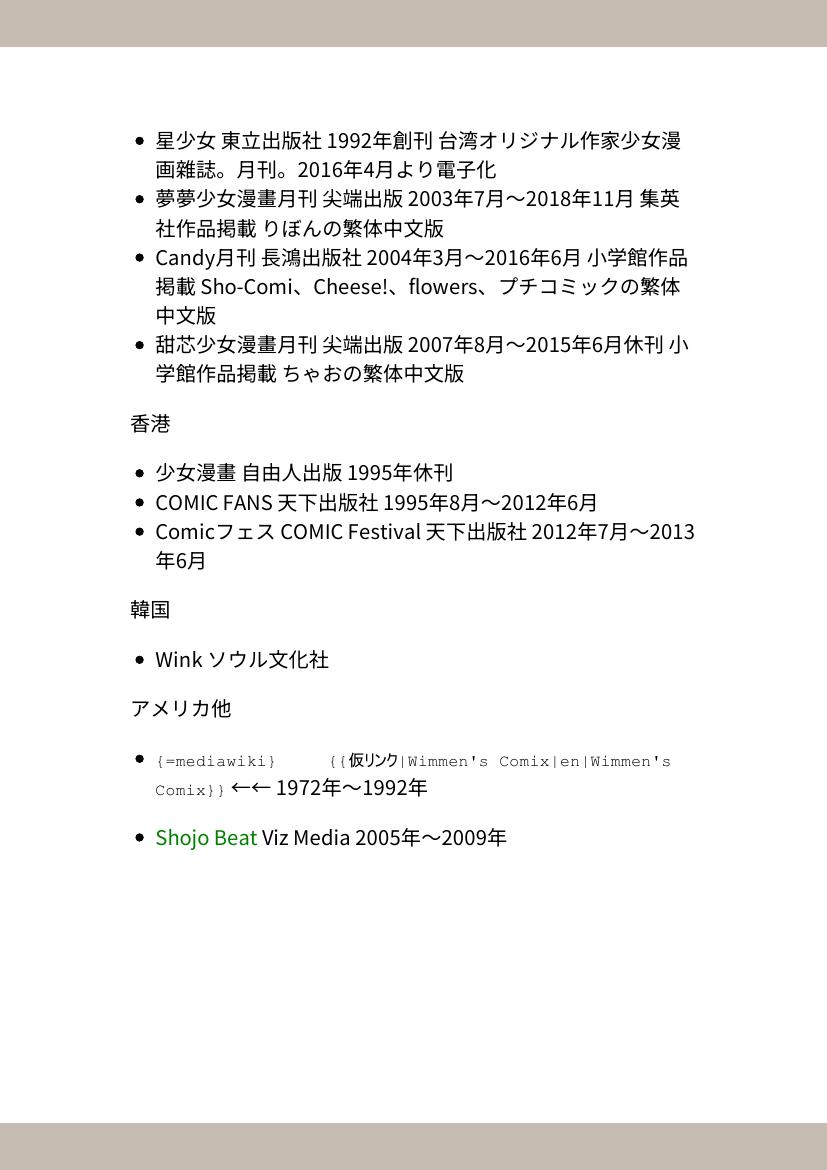 • 星少女 東立出版社 1992年創刊 台湾オリジナル作家少女漫
画雜誌。月刊。2016年4月より電子化
• 夢夢少女漫畫月刊 尖端出版 2003年7月～2018年11月 集英
社作品掲載 りぼんの繁体中文版
• Candy月刊 長鴻出版社 2004年3月～2016年6月 小学館作品
掲載 Sho-Comi、Cheese!、flowers、プチコミックの繁体
中文版
• 甜芯少女漫畫月刊 尖端出版 2007年8月～2015年6月休刊 小
学館作品掲載 ちゃおの繁体中文版
香港
• 少女漫畫 自由人出版 1995年休刊
• COMIC FANS 天下出版社 1995年8月～2012年6月
• Comicフェス COMIC Festival 天下出版社 2012年7月～2013
年6月
韓国
• Wink ソウル文化社
アメリカ他
• {=mediawiki} {{仮リンク|Wimmen's Comix|en|Wimmen's
Comix}} ←← 1972年～1992年
• Shojo Beat Viz Media 2005年～2009年